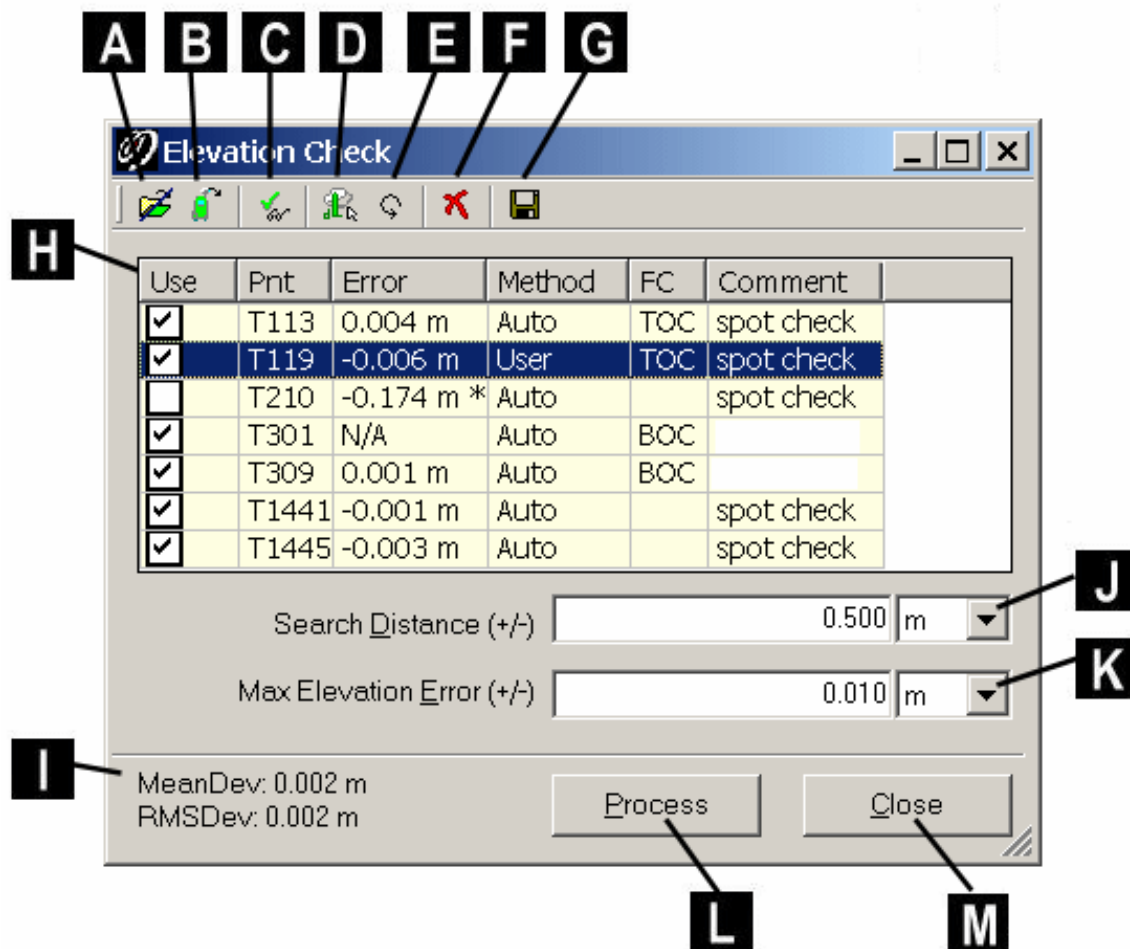 A B C D E F G
Elevation Check
H
Use Pnt Error Method FC Comment
T113 0.004 m Auto TOC spot check
T119 -0.006 m User TOC spot check
T210 -0.174 m * Auto spot check
T301 N/A Auto BOC
T309 0.001 m Auto BOC
T1441 -0.001 m Auto spot check
T1445 -0.003 m Auto spot check
J
Search Distance (+/-) 0.500 m
K
Max Elevation Error (+/-) 0.010 m
I
MeanDev: 0.002 m
RMSDev: 0.002 m
Process Close
L M